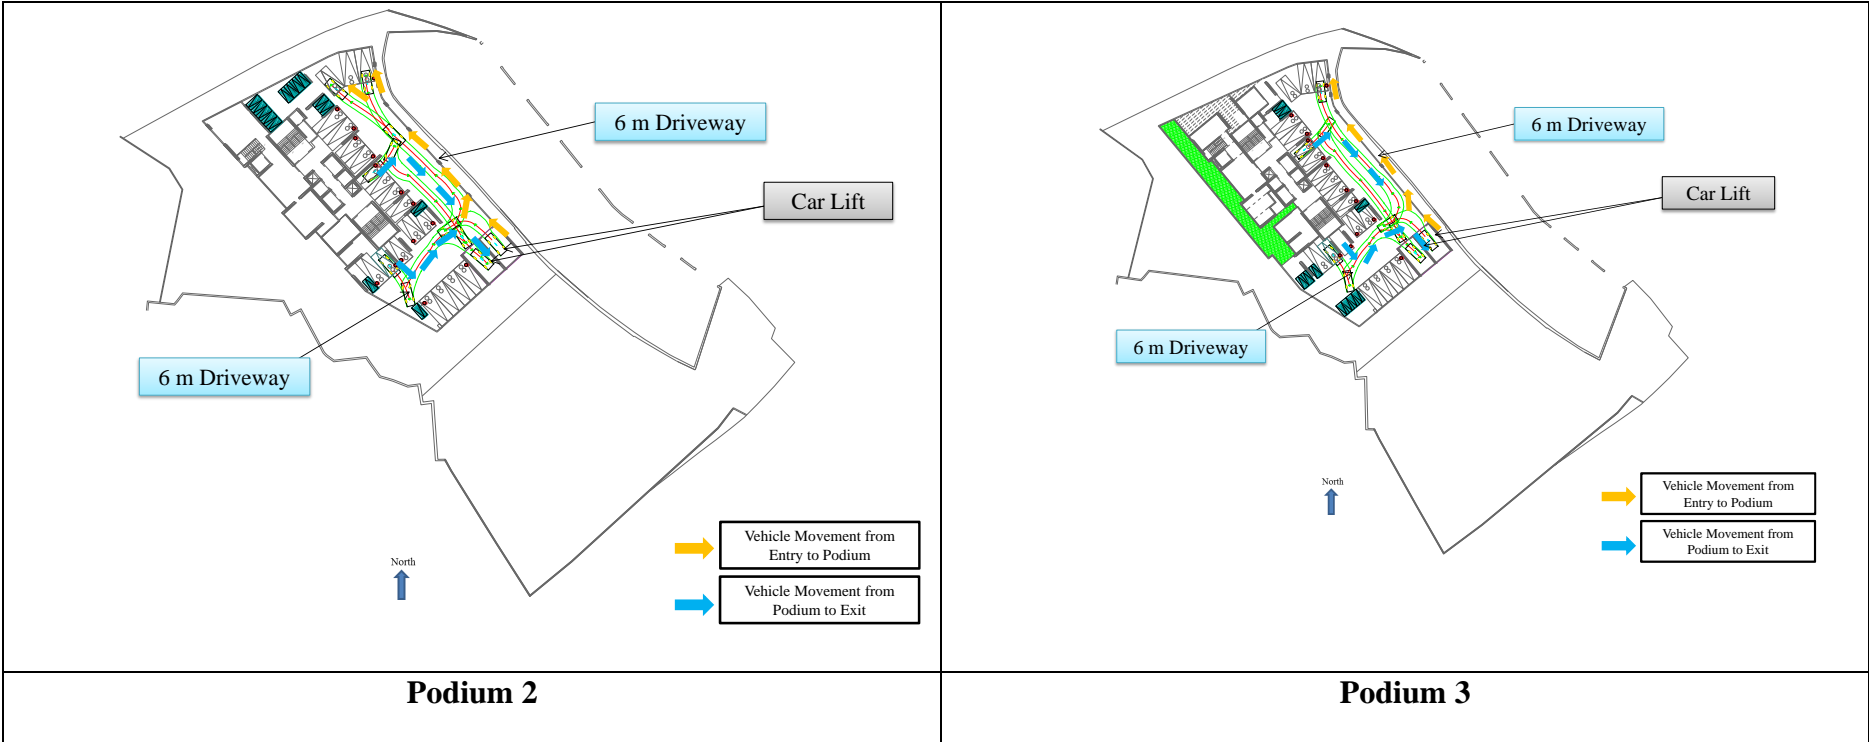 6 m Driveway
Car Lift
6 m Driveway
North
Vehicle Movement from
Entry to Podium
Vehicle Movement from
Podium to Exit
Podium 2
6 m Driveway
Car Lift
6 m Driveway
North
Vehicle Movement from
Entry to Podium
Vehicle Movement from
Podium to Exit
Podium 3